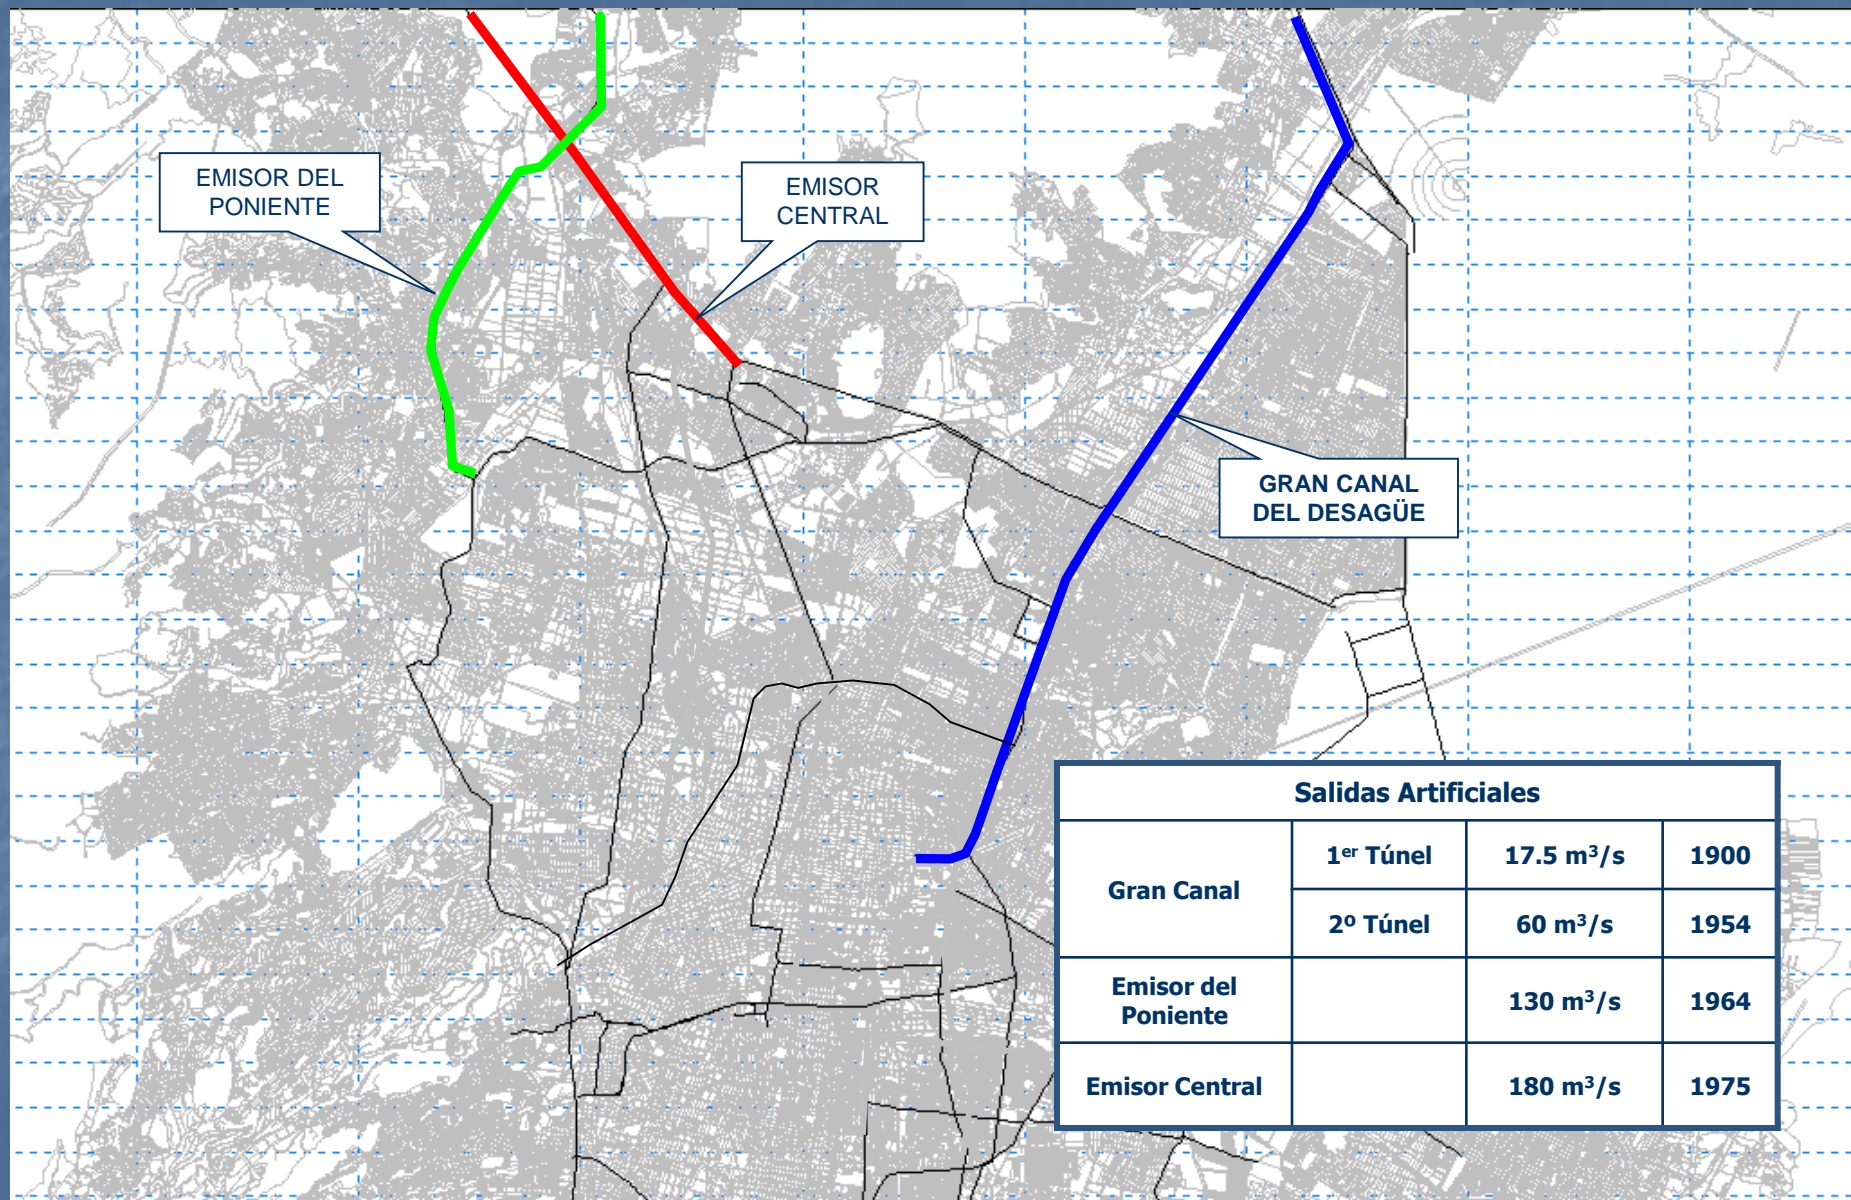 EMISOR DEL
PONIENTE
EMISOR
CENTRAL
GRAN CANAL
DEL DESAGÜE
Salidas Artificiales
Gran Canal
1er Túnel 17.5 m³/s 1900
2º Túnel 60 m³/s 1954
Emisor del
Poniente
130 m³/s 1964
Emisor Central 180 m³/s 1975